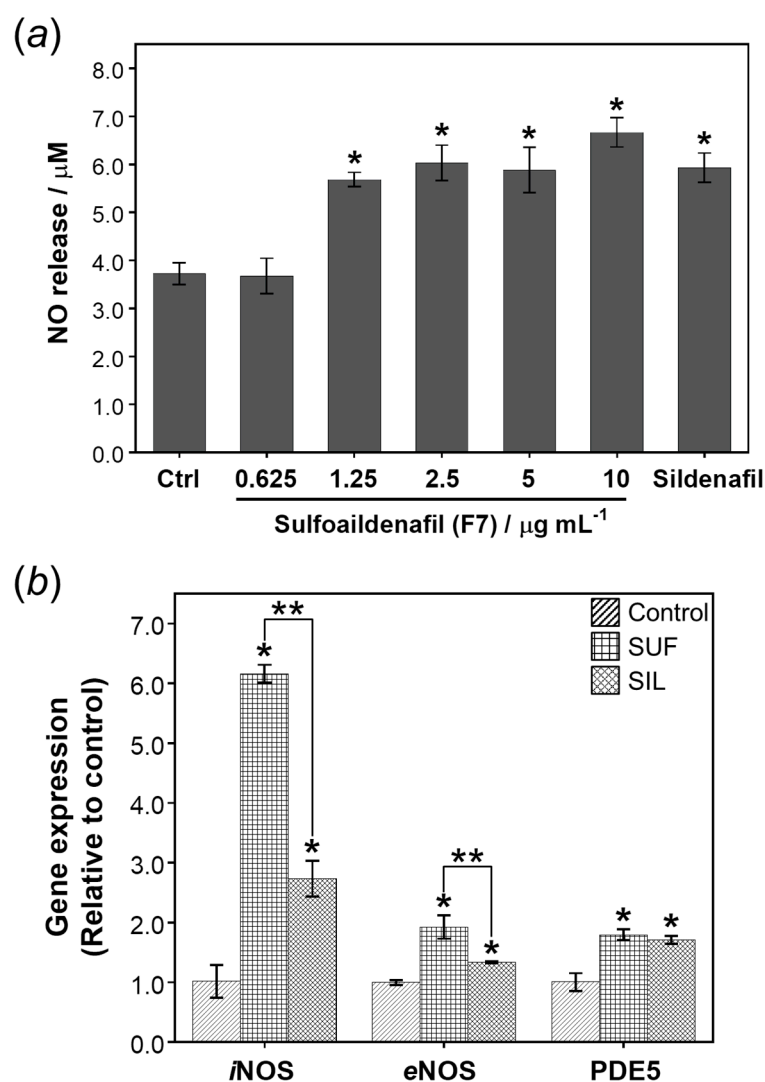 (a)
8.0
7.0
6.0
5.0
4.0
3.0
2.0
1.0
0.0
NO release / μM
* * * * *
Ctrl 0.625 1.25 2.5 5 10 Sildenafil
Sulfoaildenafil (F7) / μg mL⁻¹
(b)
7.0
6.0
5.0
4.0
3.0
2.0
1.0
0.0
Gene expression
(Relative to control)
Control
SUF
SIL
**
*
*
**
*
*
*
*
iNOS eNOS PDE5